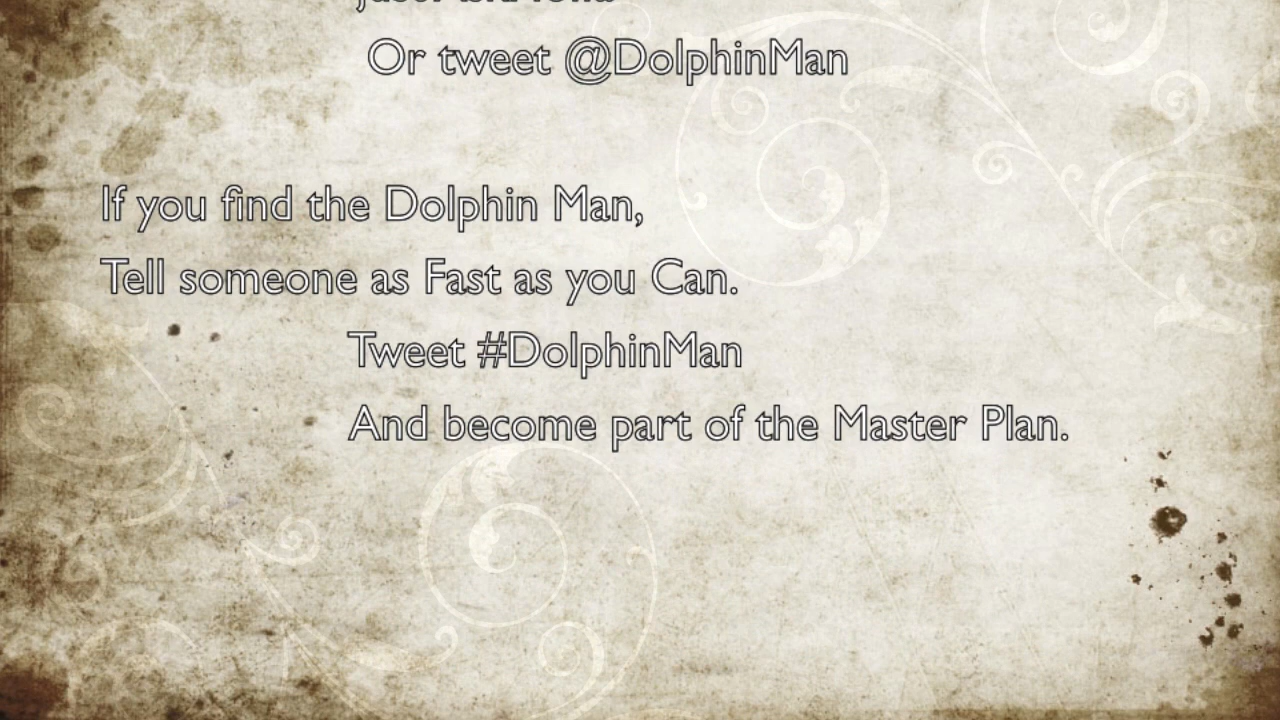 Or tweet @DolphinMan
If you find the Dolphin Man,
Tell someone as Fast as you Can.
Tweet #DolphinMan
And become part of the Master Plan.